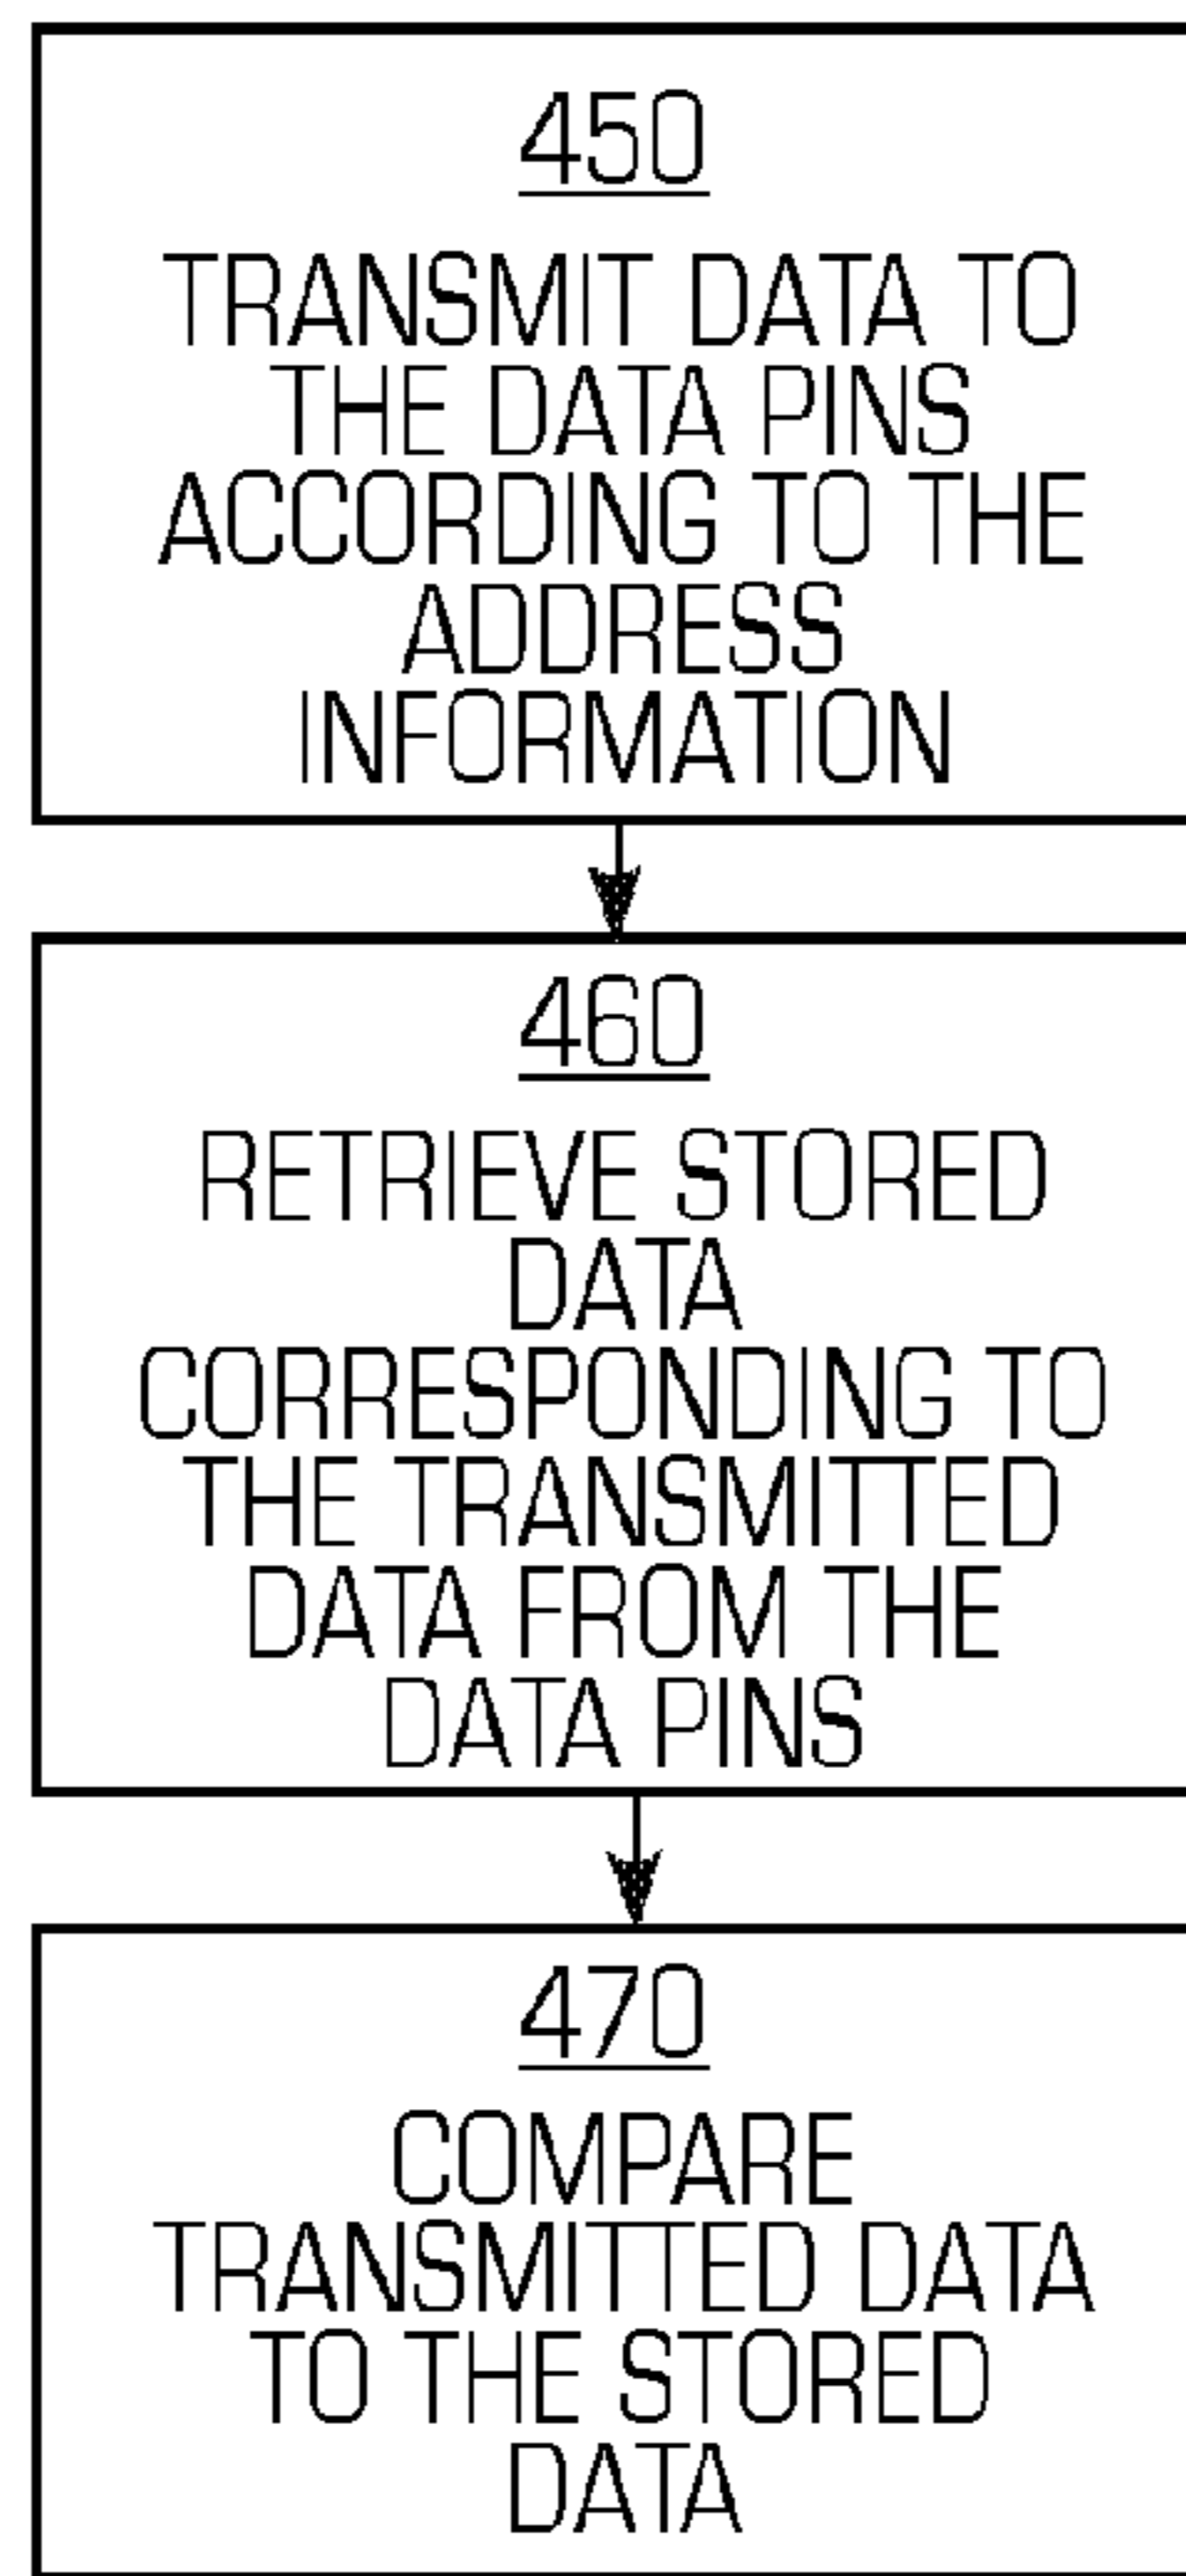 450
TRANSMIT DATA TO
THE DATA PINS
ACCORDING TO THE
ADDRESS
INFORMATION
460
RETRIEVE STORED
DATA
CORRESPONDING TO
THE TRANSMITTED
DATA FROM THE
DATA PINS
470
COMPARE
TRANSMITTED DATA
TO THE STORED
DATA